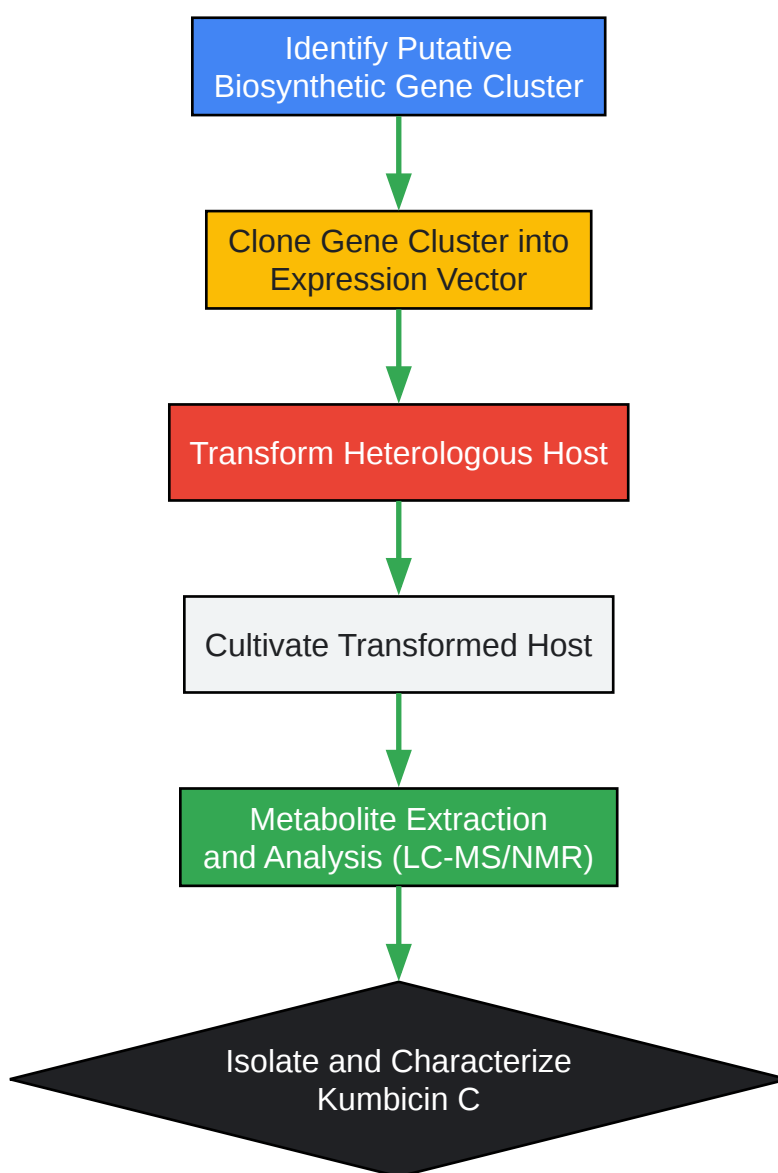 Identify Putative
Biosynthetic Gene Cluster
Clone Gene Cluster into
Expression Vector
Transform Heterologous Host
Cultivate Transformed Host
Metabolite Extraction
and Analysis (LC-MS/NMR)
Isolate and Characterize
Kumbicin C